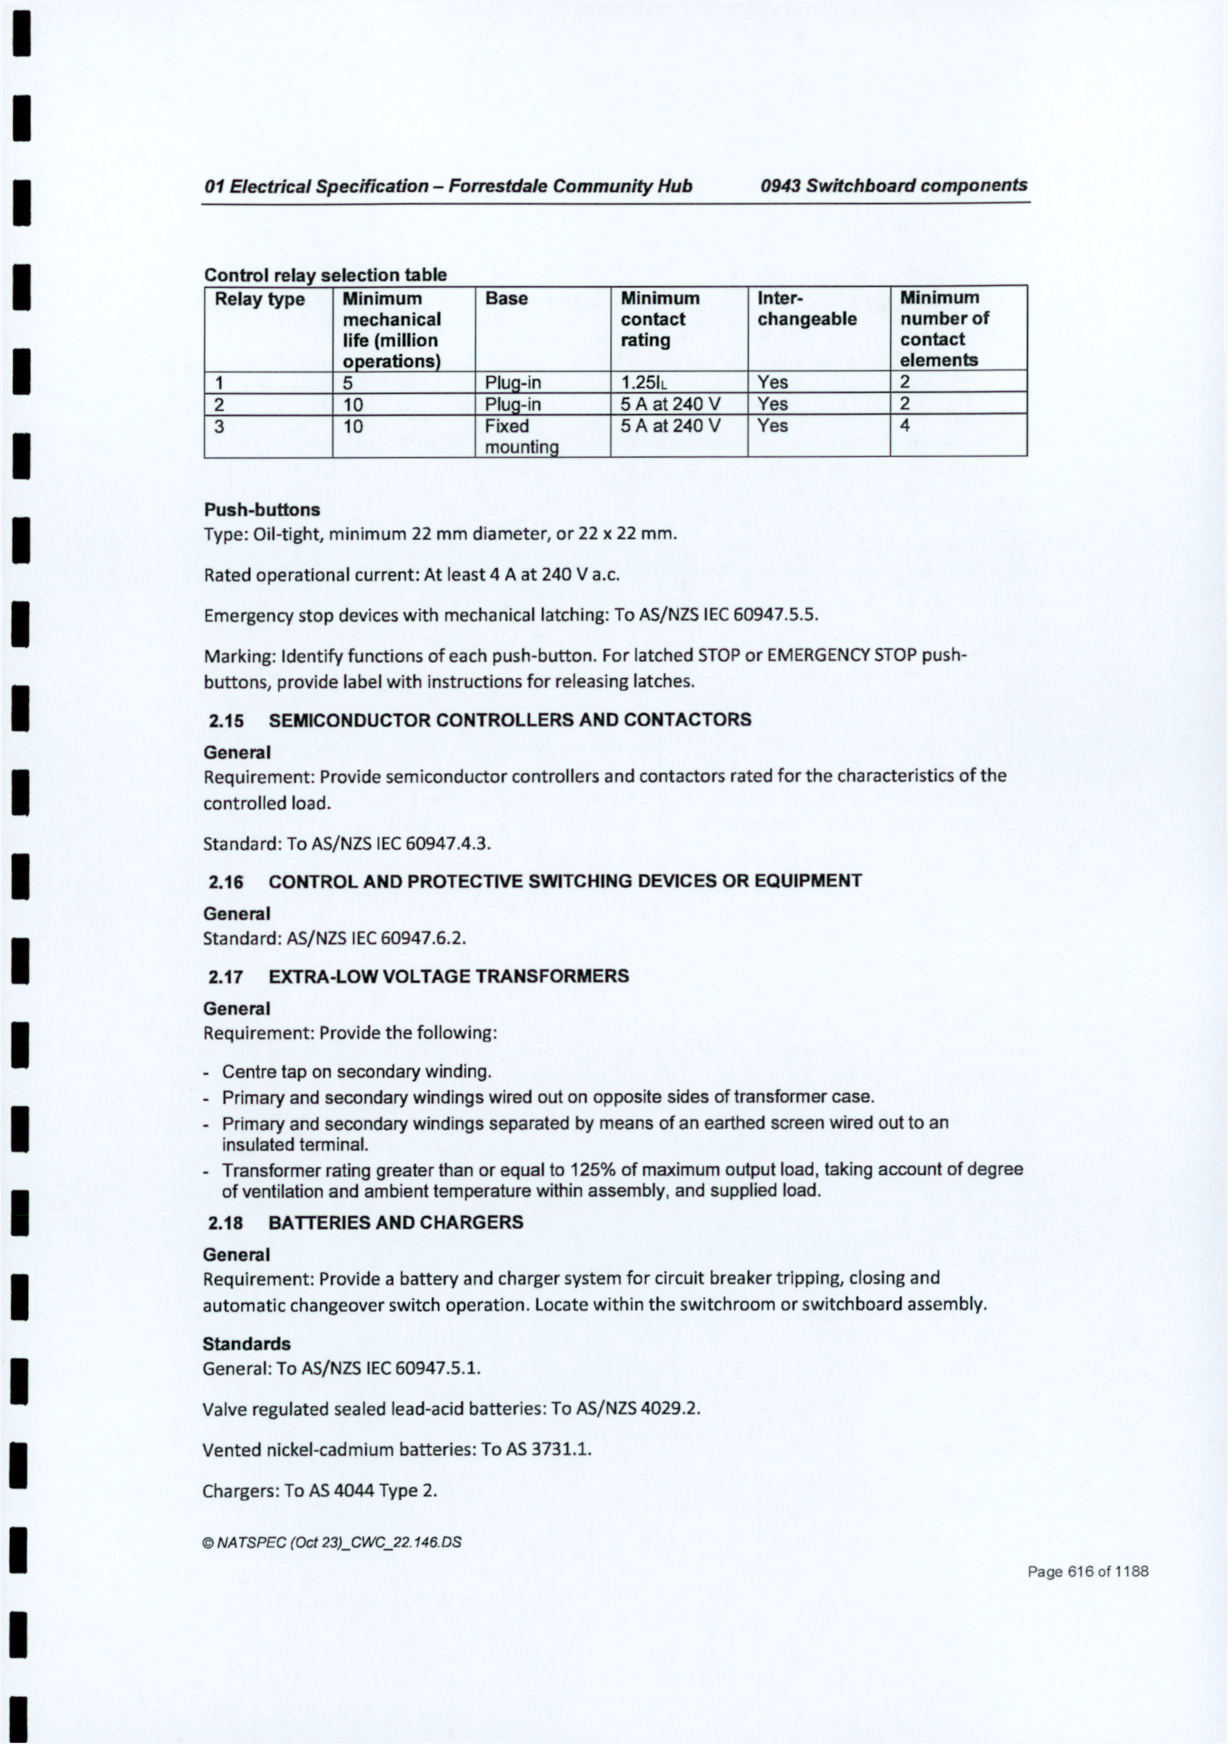 01 Electrical Specification – Forrestdale Community Hub 0943 Switchboard components
Control relay selection table
Relay type Minimum mechanical life (million operations) Base Minimum contact rating Inter-changeable Minimum number of contact elements
1 5 Plug-in 1.25IL Yes 2
2 10 Plug-in 5 A at 240 V Yes 2
3 10 Fixed mounting 5 A at 240 V Yes 4
Push-buttons
Type: Oil-tight, minimum 22 mm diameter, or 22 x 22 mm.
Rated operational current: At least 4 A at 240 V a.c.
Emergency stop devices with mechanical latching: To AS/NZS IEC 60947.5.5.
Marking: Identify functions of each push-button. For latched STOP or EMERGENCY STOP push-
buttons, provide label with instructions for releasing latches.
2.15 SEMICONDUCTOR CONTROLLERS AND CONTACTORS
General
Requirement: Provide semiconductor controllers and contactors rated for the characteristics of the
controlled load.
Standard: To AS/NZS IEC 60947.4.3.
2.16 CONTROL AND PROTECTIVE SWITCHING DEVICES OR EQUIPMENT
General
Standard: AS/NZS IEC 60947.6.2.
2.17 EXTRA-LOW VOLTAGE TRANSFORMERS
General
Requirement: Provide the following:
- Centre tap on secondary winding.
- Primary and secondary windings wired out on opposite sides of transformer case.
- Primary and secondary windings separated by means of an earthed screen wired out to an
insulated terminal.
- Transformer rating greater than or equal to 125% of maximum output load, taking account of degree
of ventilation and ambient temperature within assembly, and supplied load.
2.18 BATTERIES AND CHARGERS
General
Requirement: Provide a battery and charger system for circuit breaker tripping, closing and
automatic changeover switch operation. Locate within the switchroom or switchboard assembly.
Standards
General: To AS/NZS IEC 60947.5.1.
Valve regulated sealed lead-acid batteries: To AS/NZS 4029.2.
Vented nickel-cadmium batteries: To AS 3731.1.
Chargers: To AS 4044 Type 2.
© NATSPEC (Oct 23)_CWC_22.146.DS
Page 616 of 1188